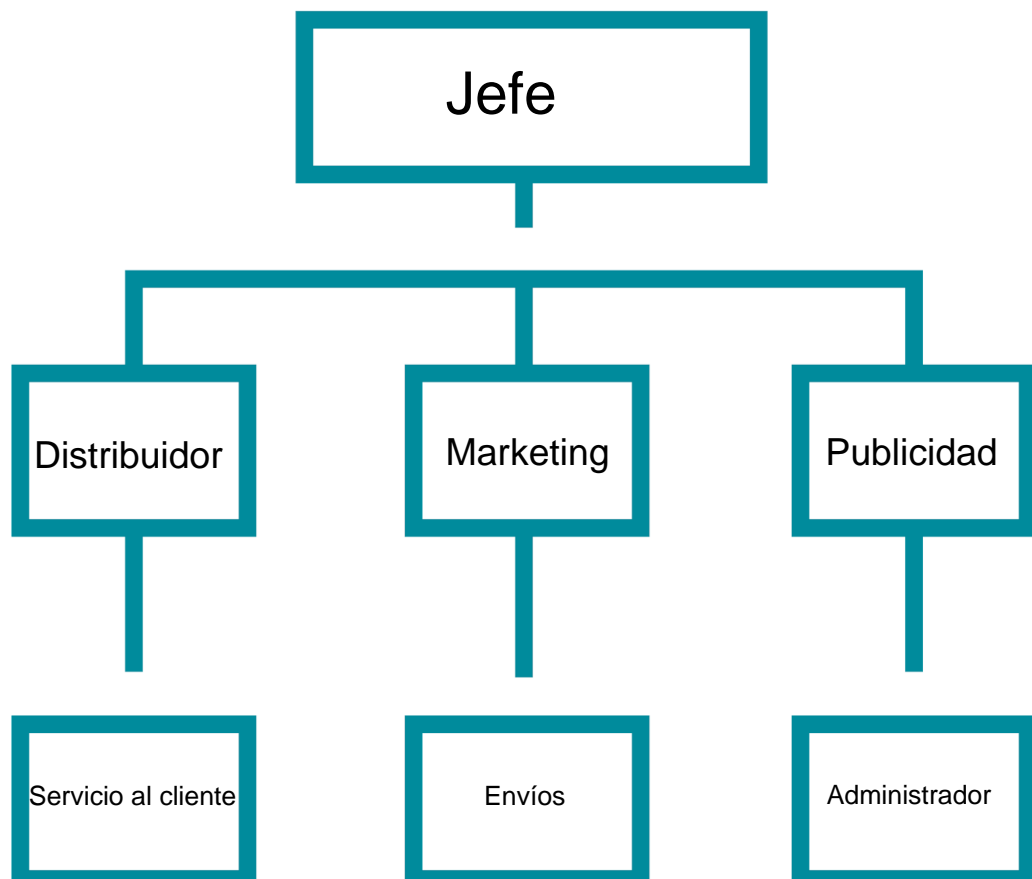 Jefe
Distribuidor
Marketing
Publicidad
Servicio al cliente
Envíos
Administrador